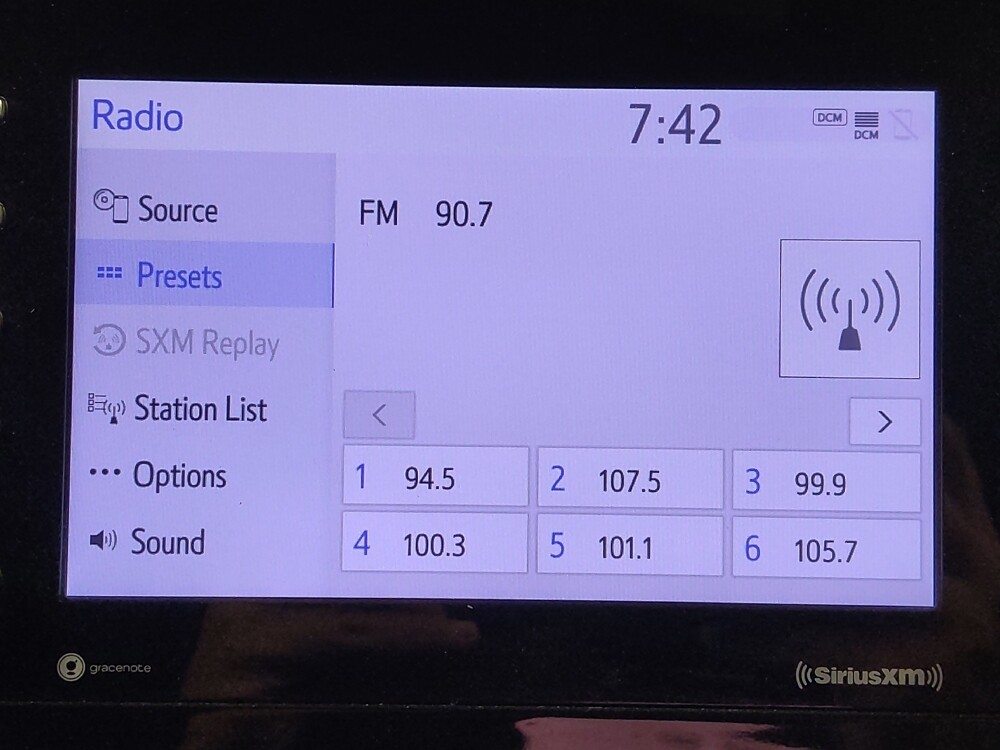 Radio 7:42 DCM DCM
Source
Presets
SXM Replay
Station List
Options
Sound
FM 90.7
<
>
1 94.5 2 107.5 3 99.9
4 100.3 5 101.1 6 105.7
gracenote SiriusXM